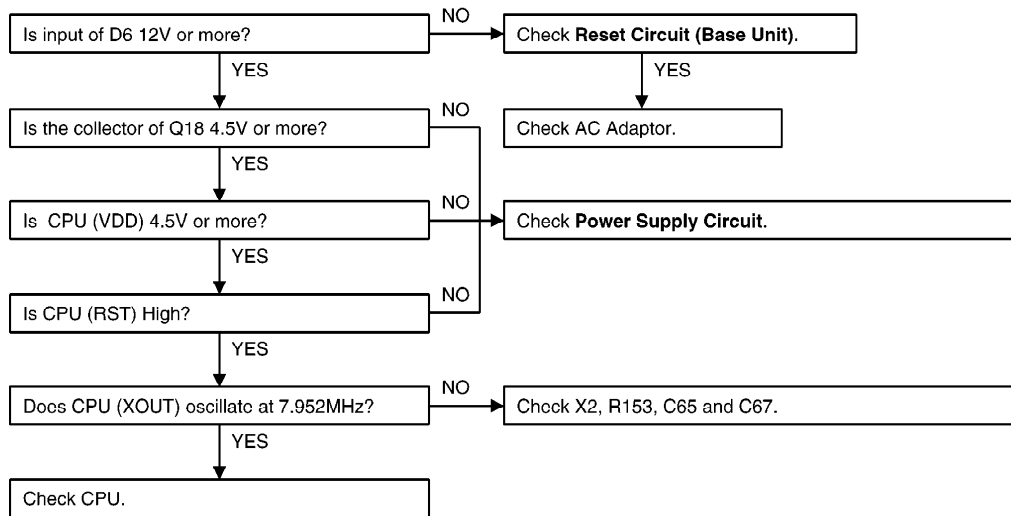 Is input of D6 12V or more?
NO
Check Reset Circuit (Base Unit).
YES
YES
Is the collector of Q18 4.5V or more?
NO
Check AC Adaptor.
YES
Is CPU (VDD) 4.5V or more?
NO
Check Power Supply Circuit.
YES
Is CPU (RST) High?
NO
YES
Does CPU (XOUT) oscillate at 7.952MHz?
NO
Check X2, R153, C65 and C67.
YES
Check CPU.